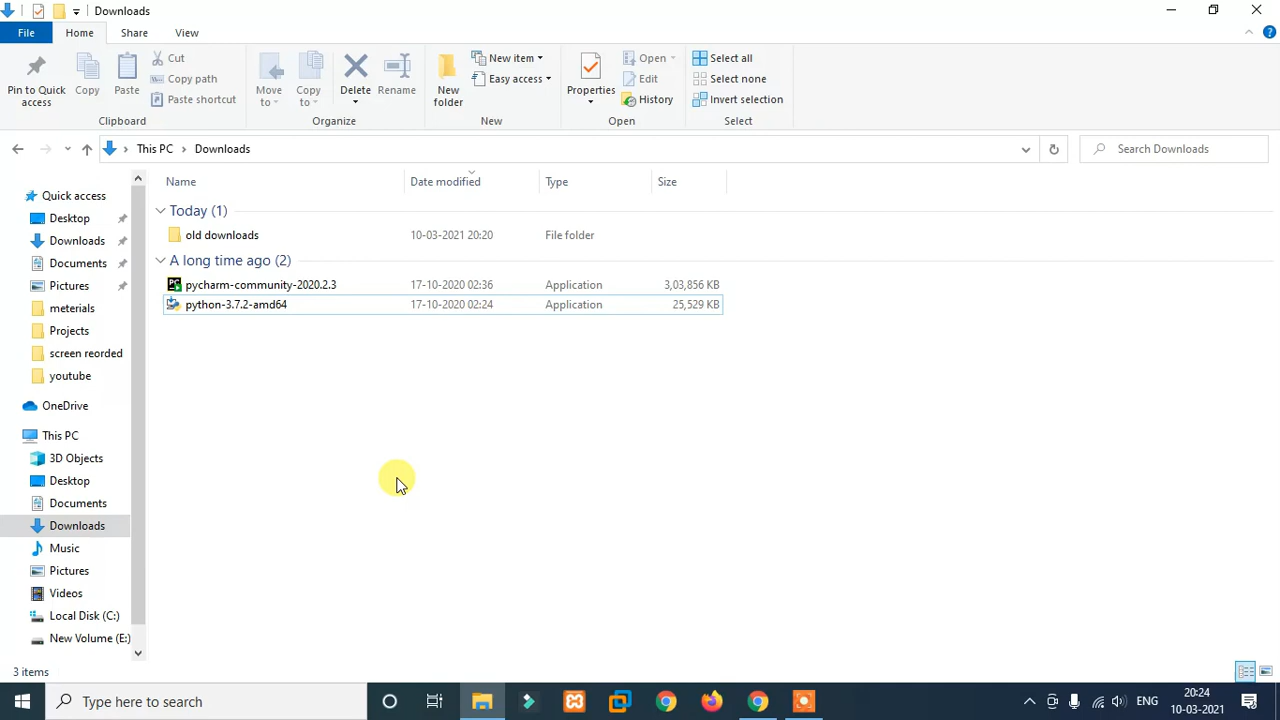 Downloads
File Home Share View
Pin to Quick access
Copy
Paste
Cut
Copy path
Paste shortcut
Clipboard
Move to
Copy to
Delete
Rename
Organize
New folder
New item
Easy access
New
Properties
Open
Edit
History
Open
Select all
Select none
Invert selection
Select
This PC > Downloads
Search Downloads
Name Date modified Type Size
Today (1)
old downloads 10-03-2021 20:20 File folder
A long time ago (2)
pycharm-community-2020.2.3 17-10-2020 02:36 Application 3,03,856 KB
python-3.7.2-amd64 17-10-2020 02:24 Application 25,529 KB
Quick access
Desktop
Downloads
Documents
Pictures
meterials
Projects
screen reorded
youtube
OneDrive
This PC
3D Objects
Desktop
Documents
Downloads
Music
Pictures
Videos
Local Disk (C:)
New Volume (E:)
3 items
Type here to search
ENG
20:24
10-03-2021